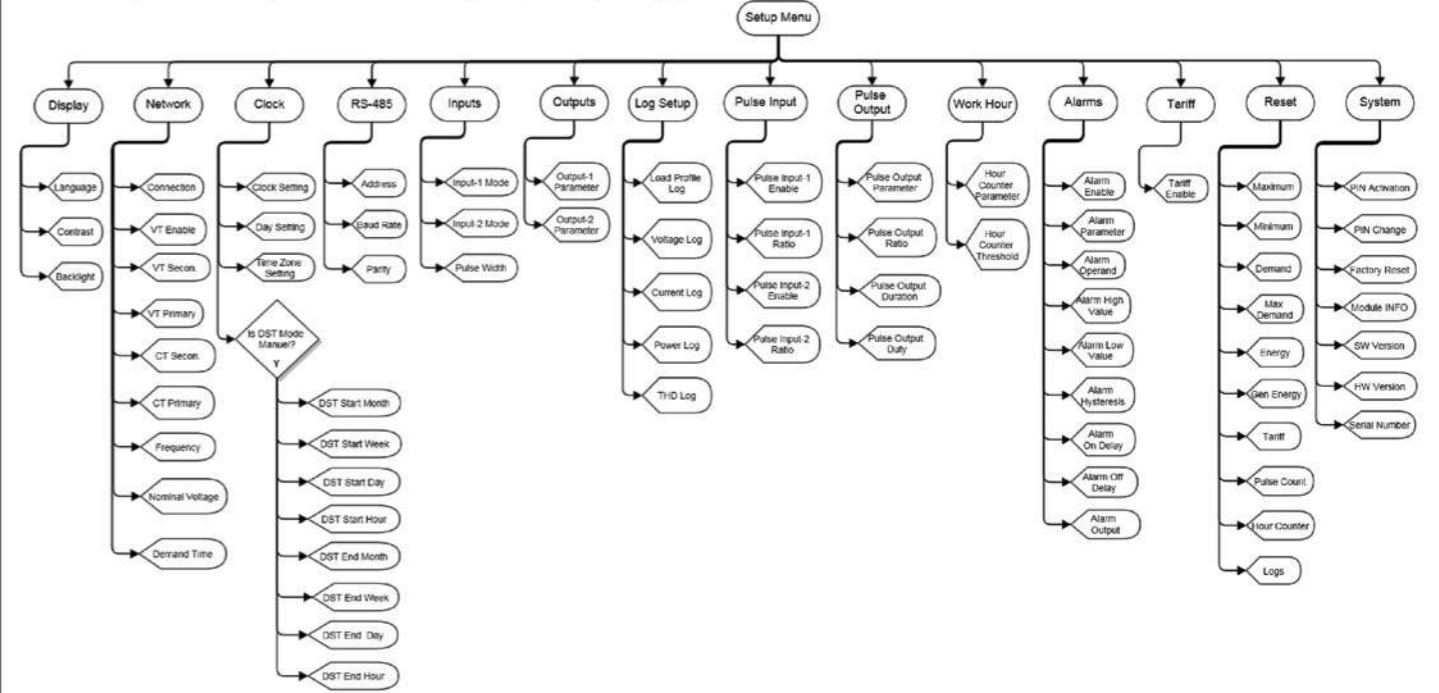 Setup Menu
Display
Network
Clock
RS-485
Inputs
Outputs
Log Setup
Pulse Input
Pulse
Output
Work Hour
Alarms
Tariff
Reset
System
Language
Contrast
Backlight
Connection
VT Enable
VT Secon.
VT Primary
CT Secon.
CT Primary
Frequency
Nominal Voltage
Demand Time
Clock Setting
Day Setting
Time Zone
Setting
Is DST Mode
Manuel?
Y
DST Start Month
DST Start Week
DST Start Day
DST Start Hour
DST End Month
DST End Week
DST End Day
DST End Hour
Address
Baud Rate
Parity
Input-1 Mode
Input-2 Mode
Pulse Width
Output-1
Parameter
Output-2
Parameter
Load Profile
Log
Voltage Log
Current Log
Power Log
THD Log
Pulse Input-1
Enable
Pulse Input-1
Ratio
Pulse Input-2
Enable
Pulse Input-2
Ratio
Pulse Output
Parameter
Pulse Output
Ratio
Pulse Output
Duration
Pulse Output
Duty
Hour
Counter
Parameter
Hour
Counter
Threshold
Alarm
Enable
Alarm
Parameter
Alarm
Operand
Alarm High
Value
Alarm Low
Value
Alarm
Hysteresis
Alarm
On Delay
Alarm Off
Delay
Alarm
Output
Tariff
Enable
Maximum
Minimum
Demand
Max
Demand
Energy
Gen Energy
Tariff
Pulse Count
Hour Counter
Logs
PIN Activation
PIN Change
Factory Reset
Module INFO
SW Version
HW Version
Serial Number